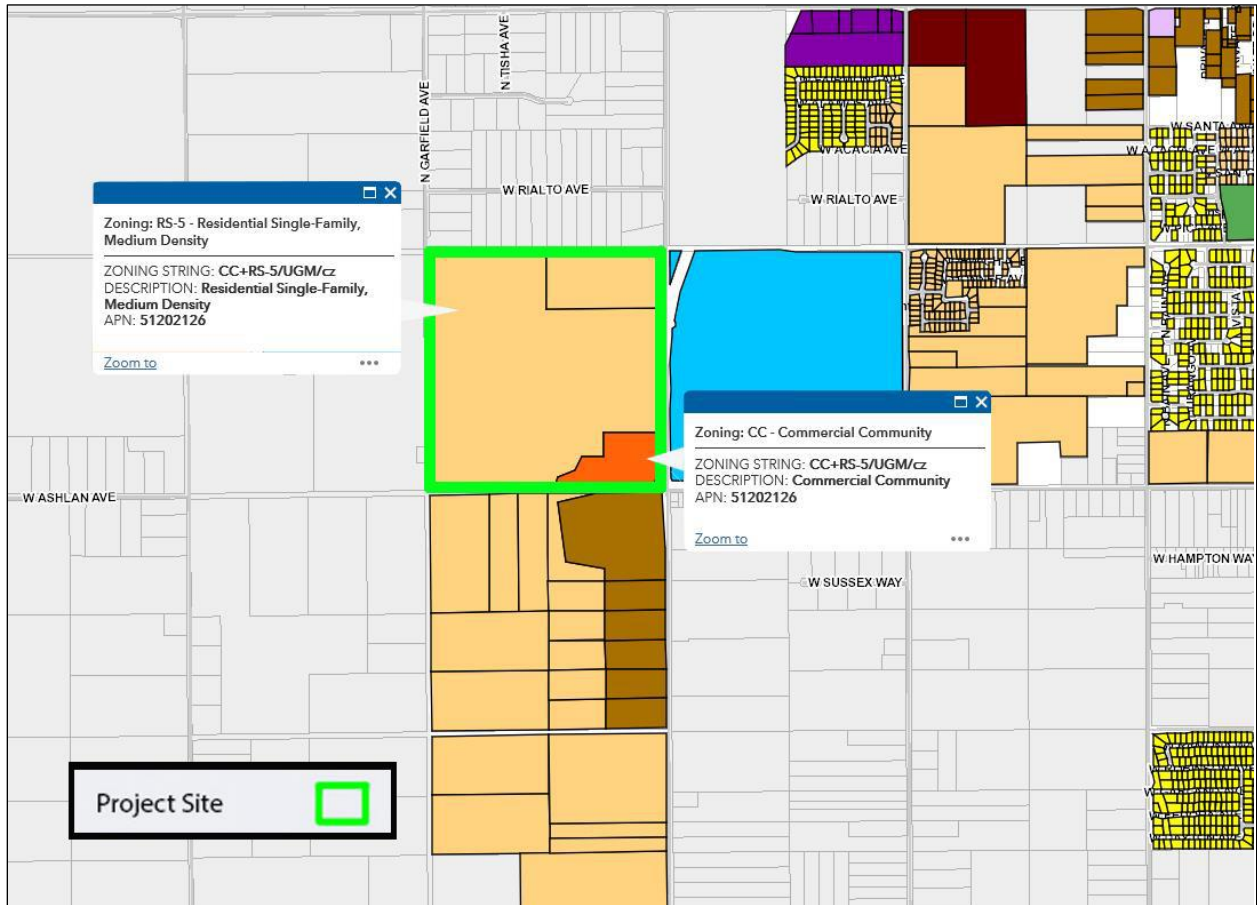 N TISHA AVE
N GARFIELD AVE
W SANTA ANA
W ACACIA AVE
W ACACIA AVE
W RIALTO AVE
W RIALTO AVE
Zoning: RS-5 - Residential Single-Family,
Medium Density
ZONING STRING: CC+RS-5/UGM/cz
DESCRIPTION: Residential Single-Family,
Medium Density
APN: 51202126
Zoom to
Zoning: CC - Commercial Community
ZONING STRING: CC+RS-5/UGM/cz
DESCRIPTION: Commercial Community
APN: 51202126
Zoom to
W ASHLAN AVE
W HAMPTON WAY
W SUSSEX WAY
Project Site